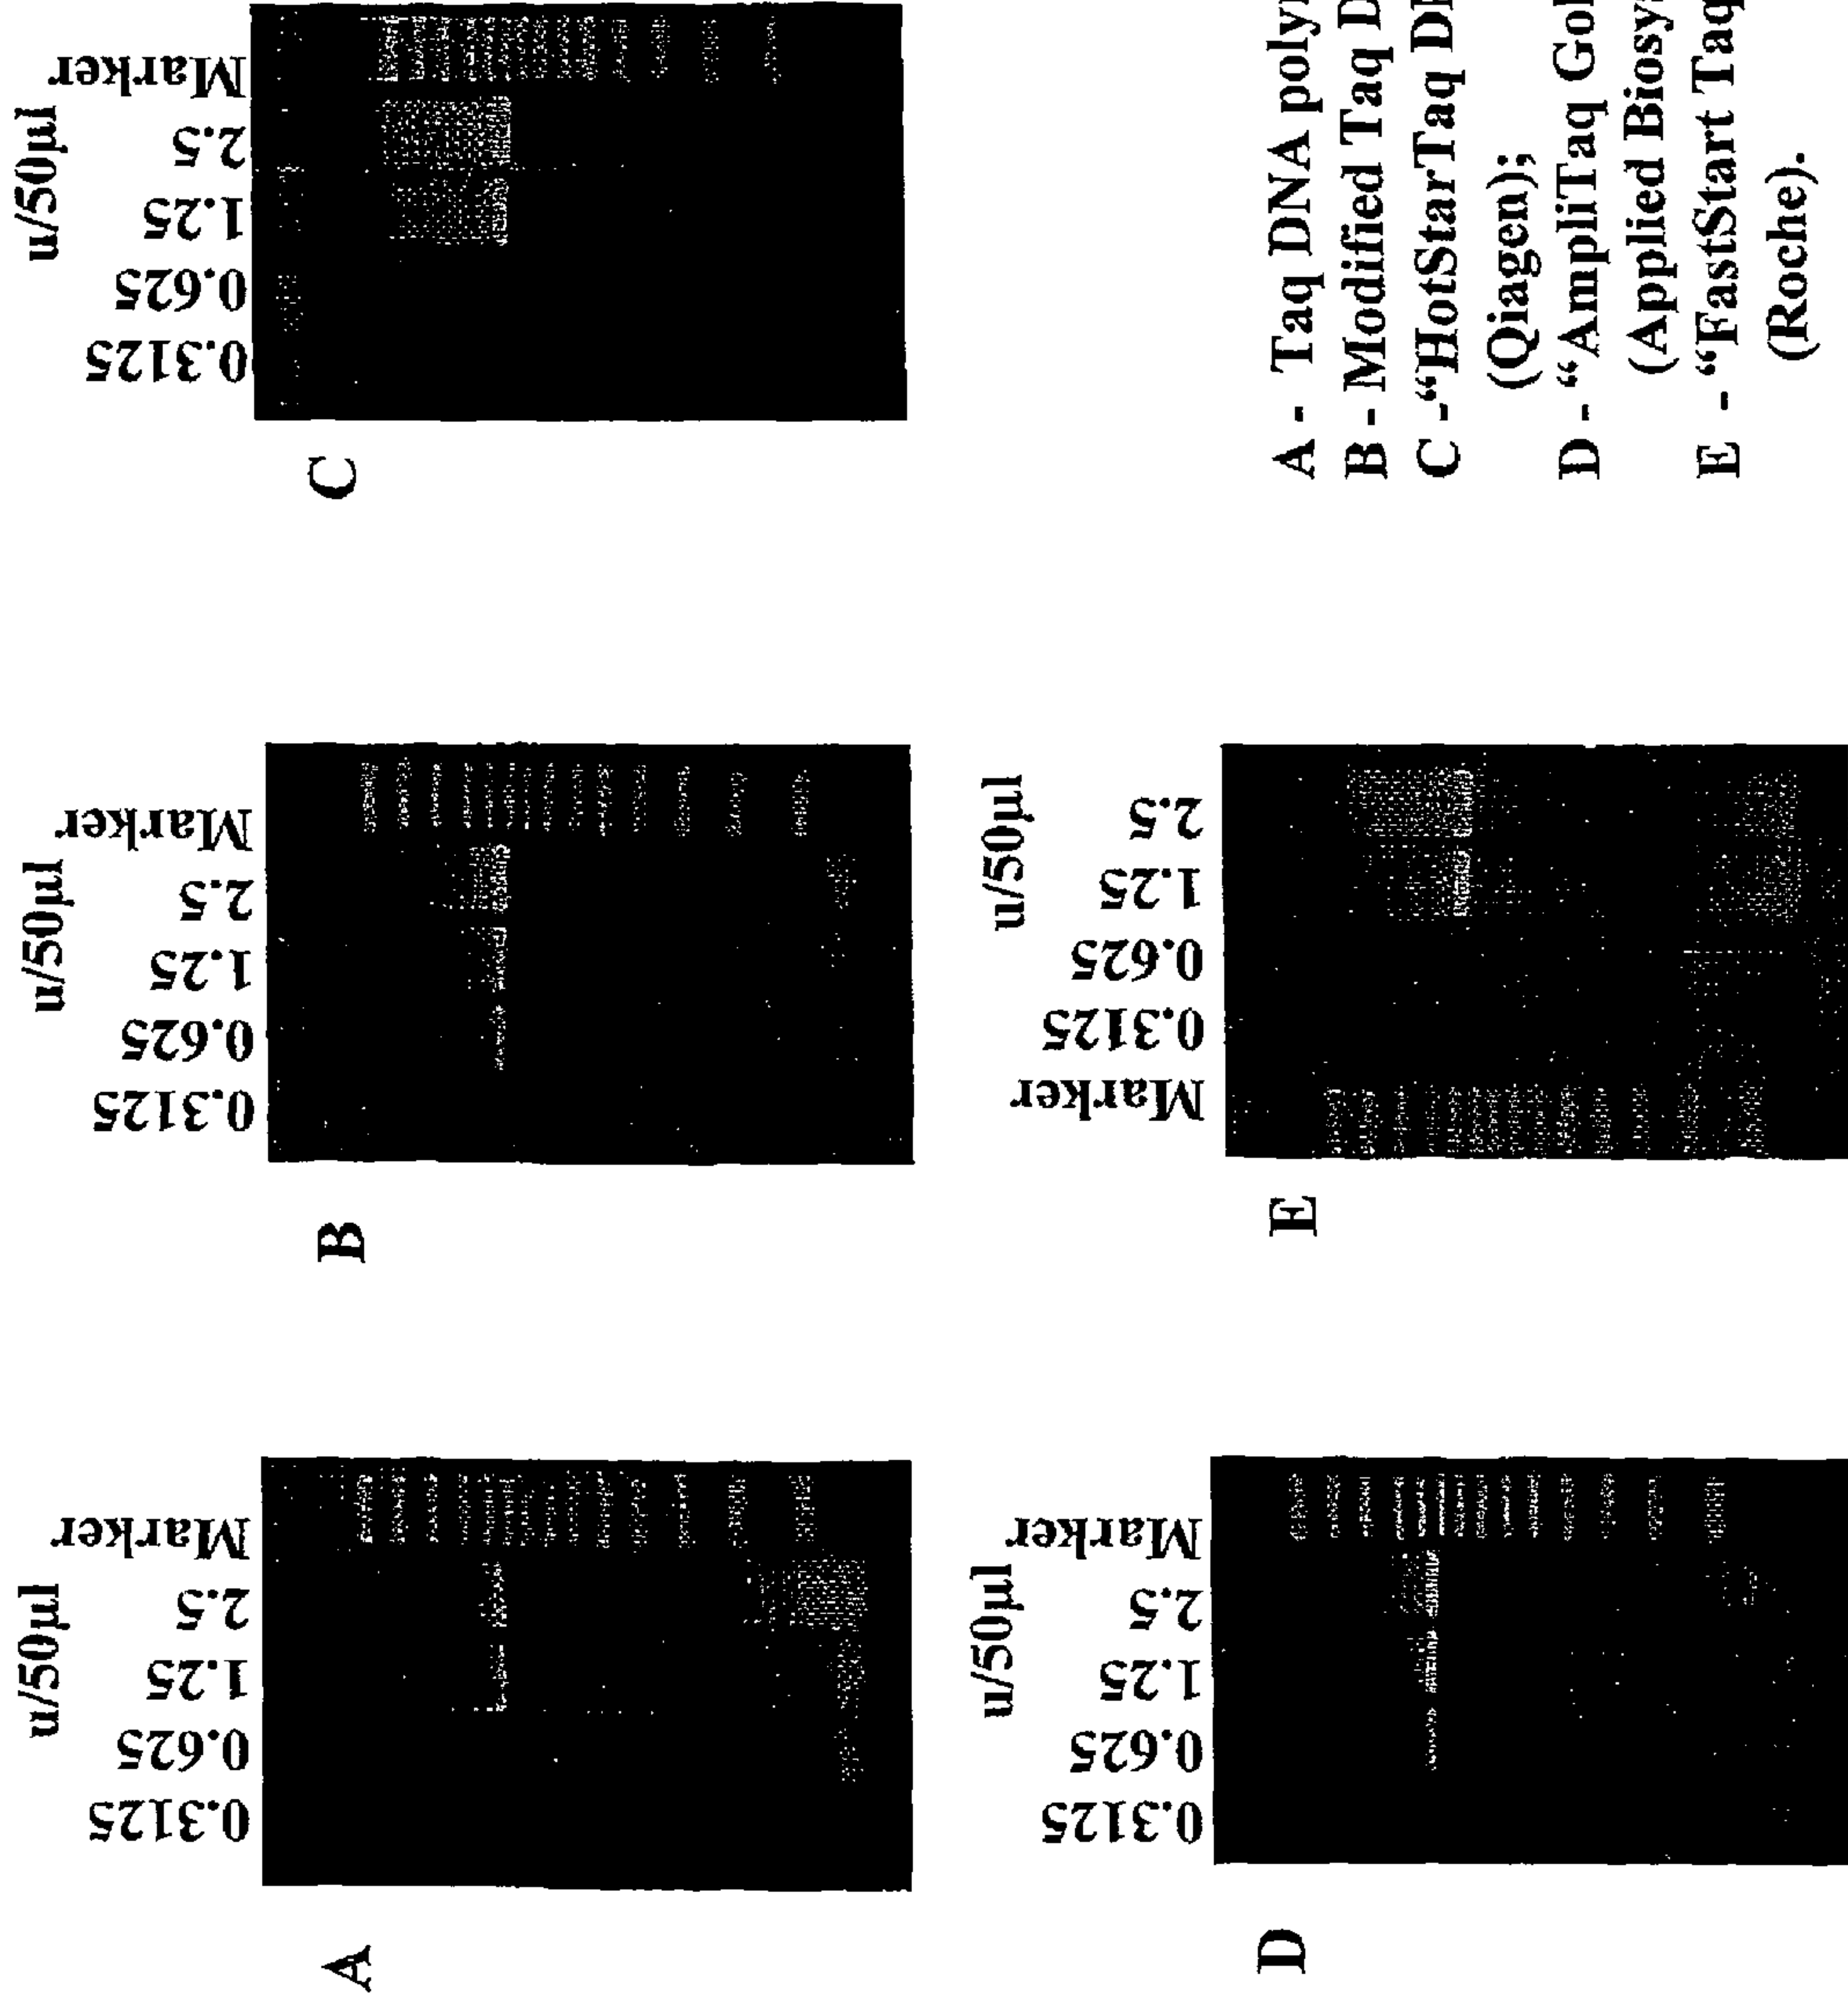 A
u/50µl
0.3125
0.625
1.25
2.5
Marker
B
u/50µl
0.3125
0.625
1.25
2.5
Marker
C
u/50µl
0.3125
0.625
1.25
2.5
Marker
D
u/50µl
0.3125
0.625
1.25
2.5
Marker
E
u/50µl
Marker
0.3125
0.625
1.25
2.5
A - Taq DNA poly
B - Modified Taq D
C -“HotStarTaq D
(Qiagen);
D -“AmpliTaq Gol
(Applied Biosy
E - “FastStart Taq
(Roche).